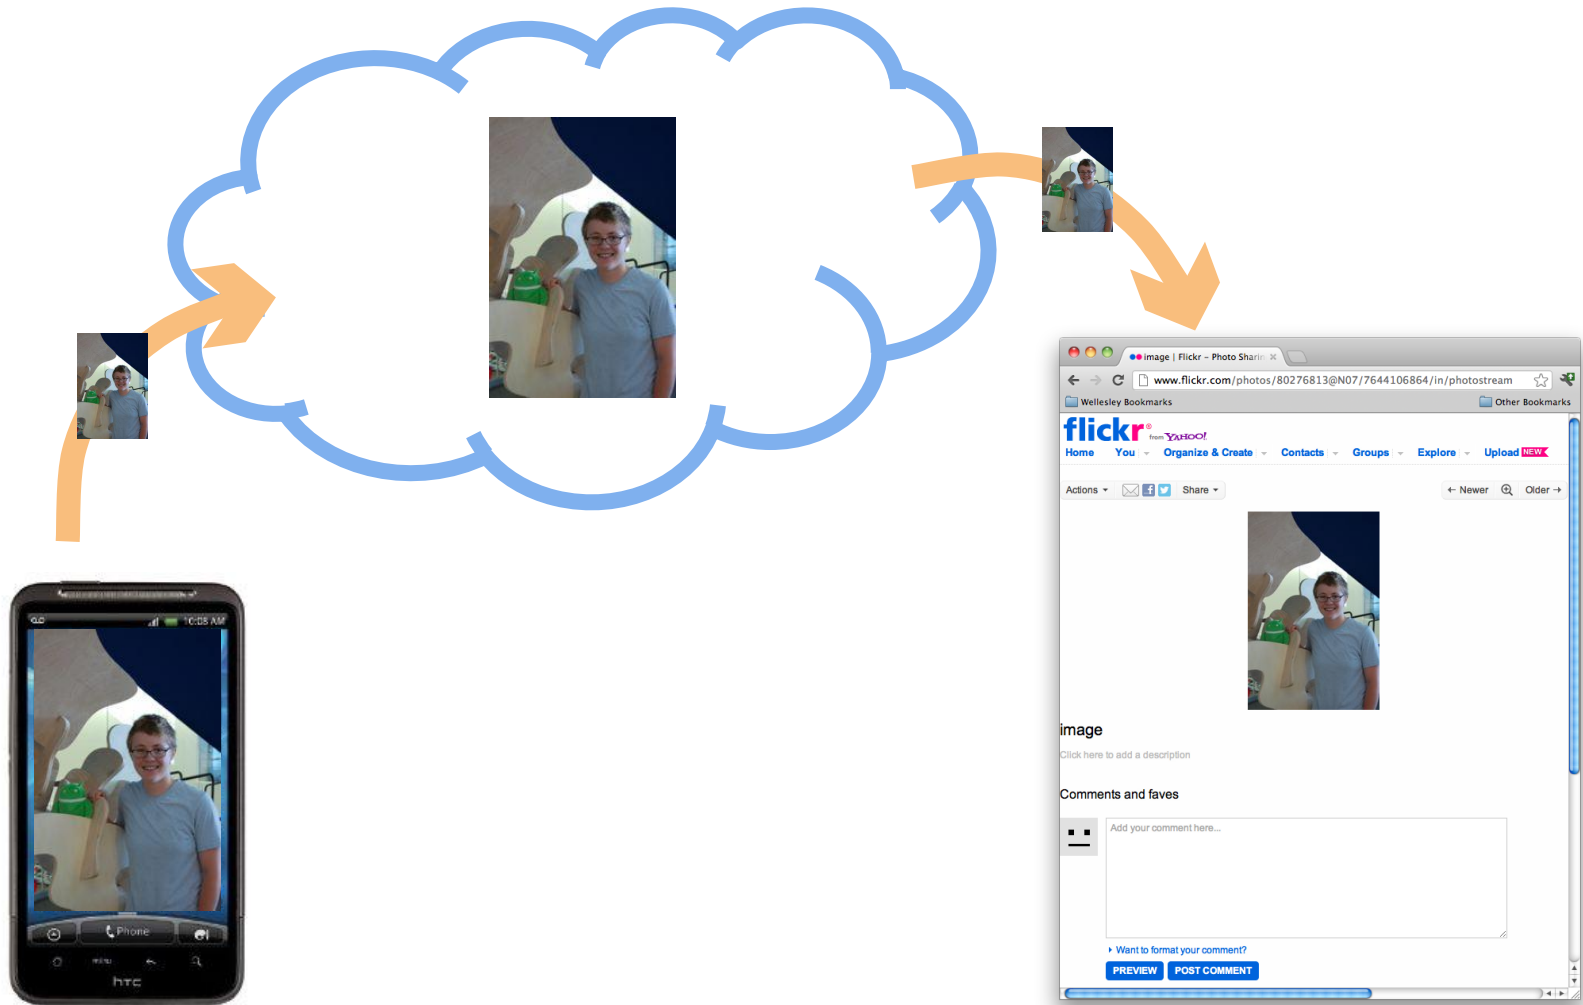 10:08 AM
Phone
menu
hTC
image | Flickr – Photo Sharin
www.flickr.com/photos/80276813@N07/7644106864/in/photostream
Wellesley Bookmarks Other Bookmarks
flickr from YAHOO!
Home You Organize & Create Contacts Groups Explore Upload NEW
Actions Share ← Newer Older →
image
Click here to add a description
Comments and faves
Add your comment here...
Want to format your comment?
PREVIEW POST COMMENT